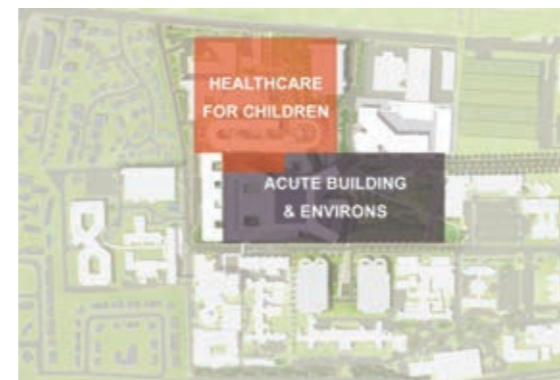 HEALTHCARE
FOR CHILDREN
ACUTE BUILDING
& ENVIRONS